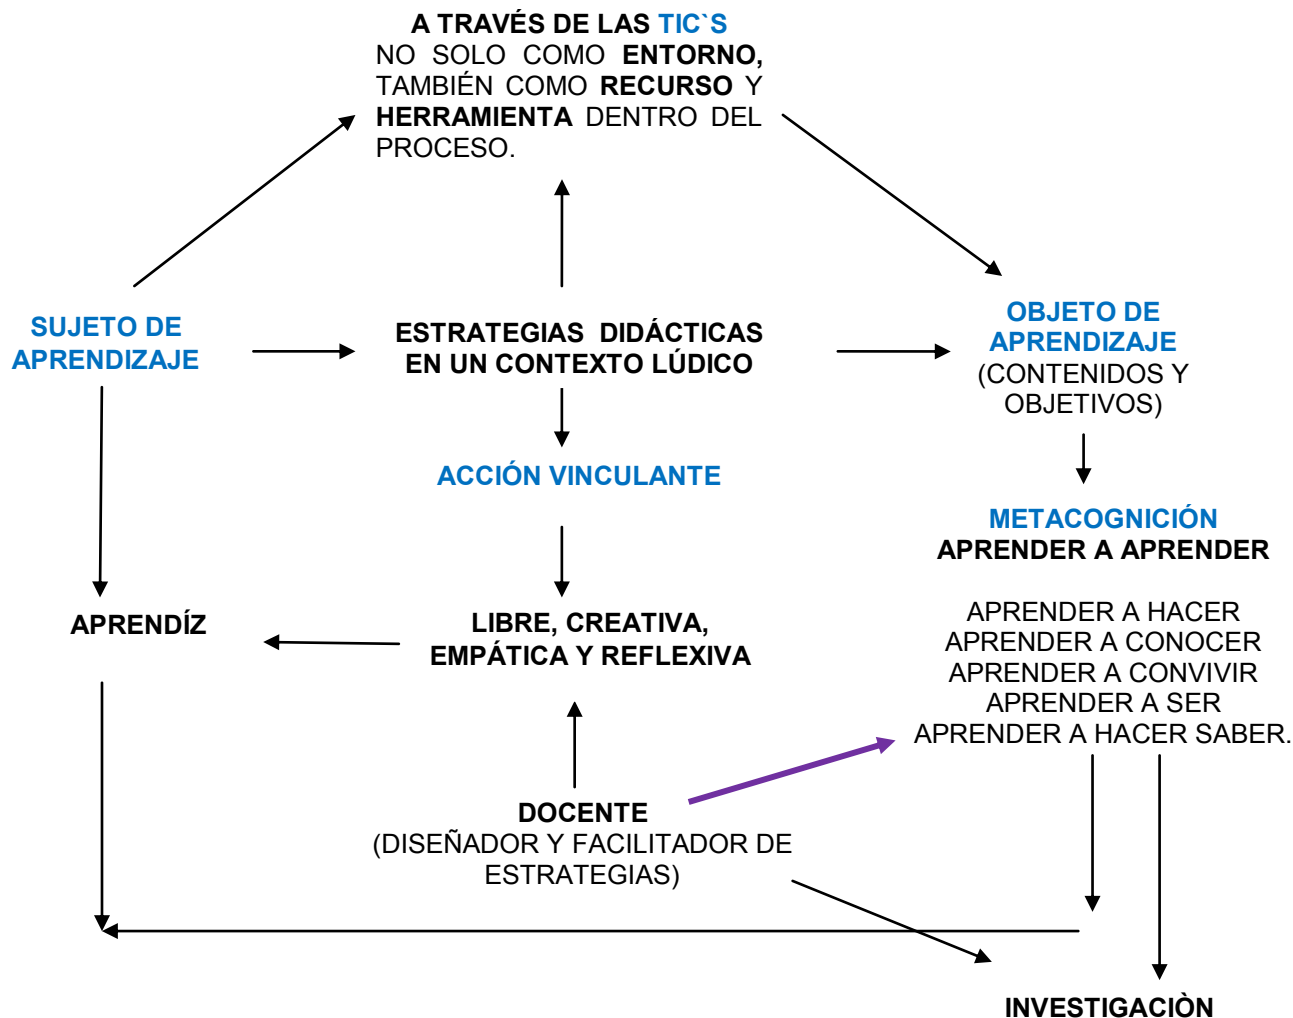 A TRAVÉS DE LAS TIC`S
NO SOLO COMO ENTORNO,
TAMBIÉN COMO RECURSO Y
HERRAMIENTA DENTRO DEL
PROCESO.
SUJETO DE
APRENDIZAJE
ESTRATEGIAS DIDÁCTICAS
EN UN CONTEXTO LÚDICO
OBJETO DE
APRENDIZAJE
(CONTENIDOS Y
OBJETIVOS)
ACCIÓN VINCULANTE
METACOGNICIÓN
APRENDER A APRENDER
APRENDÍZ
LIBRE, CREATIVA,
EMPÁTICA Y REFLEXIVA
APRENDER A HACER
APRENDER A CONOCER
APRENDER A CONVIVIR
APRENDER A SER
APRENDER A HACER SABER.
DOCENTE
(DISEÑADOR Y FACILITADOR DE
ESTRATEGIAS)
INVESTIGACIÒN